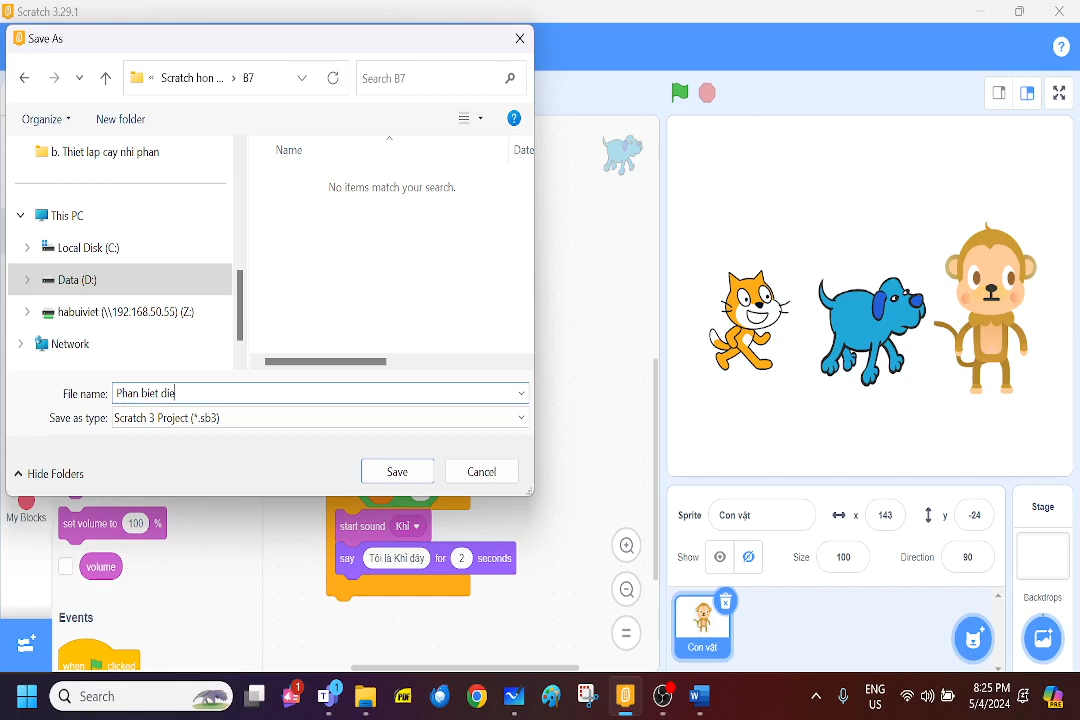 Scratch 3.29.1
Save As
« Scratch hon ... > B7
Search B7
Organize
New folder
b. Thiet lap cay nhi phan
Name
Date
No items match your search.
This PC
Local Disk (C:)
Data (D:)
habuiviet (\\192.168.50.55) (Z:)
Network
File name: Phan biet die
Save as type: Scratch 3 Project (*.sb3)
Hide Folders
Save
Cancel
My Blocks
set volume to 100 %
volume
Events
when clicked
start sound Khỉ
say Tôi là Khỉ đây for 2 seconds
Sprite Con vật x 143 y -24
Show Size 100 Direction 90
Con vật
Stage
Backdrops
Search
1
1
PDF
ENG
US
8:25 PM
5/4/2024
PRE